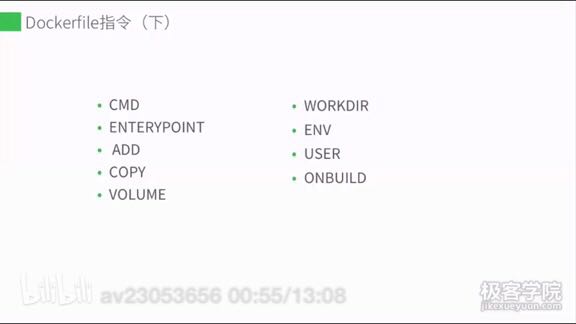 Dockerfile指令（下）
CMD
ENTERYPOINT
ADD
COPY
VOLUME
WORKDIR
ENV
USER
ONBUILD
bilibili av23053656 00:55/13:08
极客学院
jikexueyuan.com